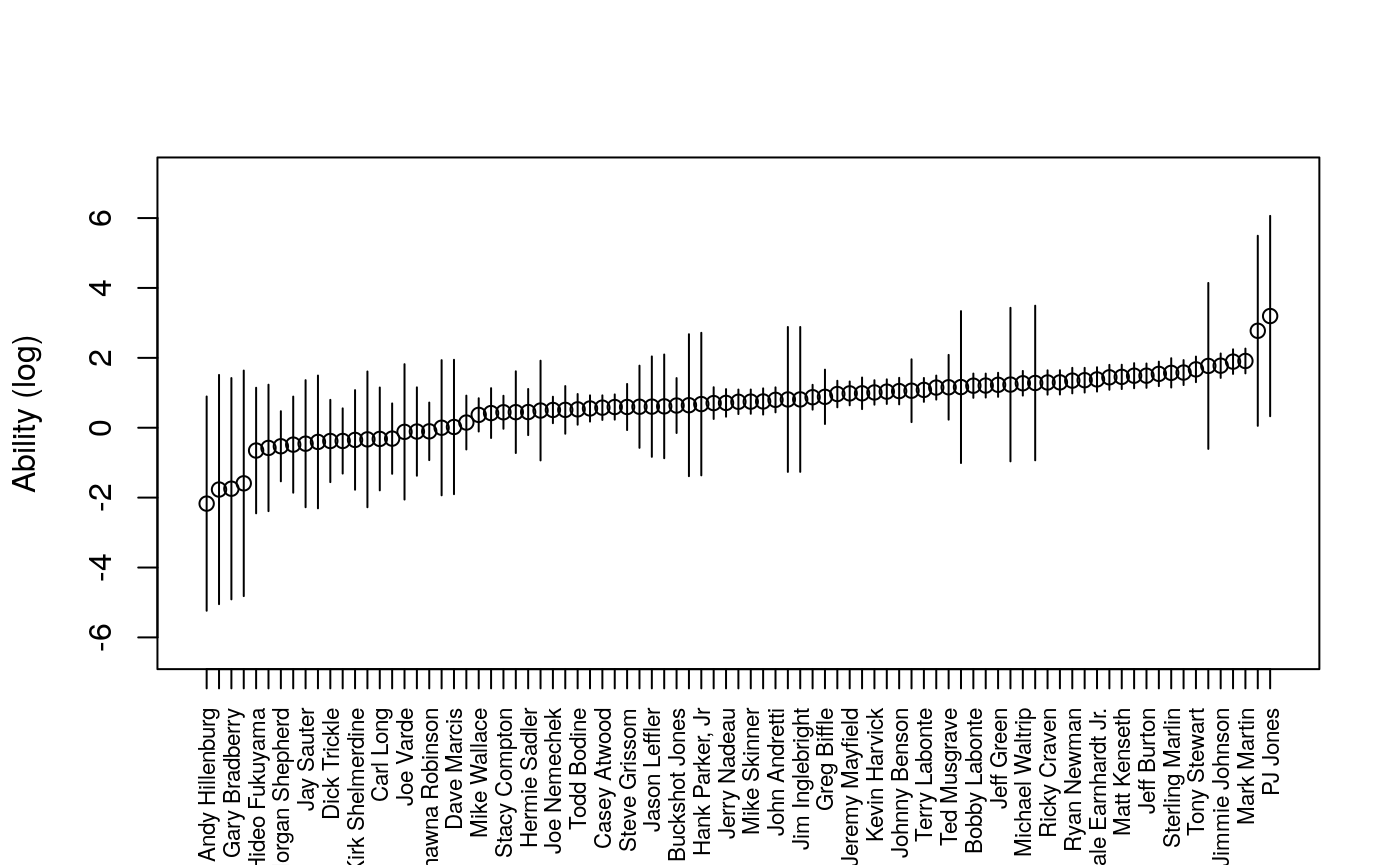 Ability (log)
6
4
2
0
-2
-4
-6
Andy Hillenburg
Gary Bradberry
Hideo Fukuyama
organ Shepherd
Jay Sauter
Dick Trickle
Kirk Shelmerdine
Carl Long
Joe Varde
hawna Robinson
Dave Marcis
Mike Wallace
Stacy Compton
Hermie Sadler
Joe Nemechek
Todd Bodine
Casey Atwood
Steve Grissom
Jason Leffler
Buckshot Jones
Hank Parker, Jr
Jerry Nadeau
Mike Skinner
John Andretti
Jim Inglebright
Greg Biffle
Jeremy Mayfield
Kevin Harvick
Johnny Benson
Terry Labonte
Ted Musgrave
Bobby Labonte
Jeff Green
Michael Waltrip
Ricky Craven
Ryan Newman
ale Earnhardt Jr.
Matt Kenseth
Jeff Burton
Sterling Marlin
Tony Stewart
Jimmie Johnson
Mark Martin
PJ Jones